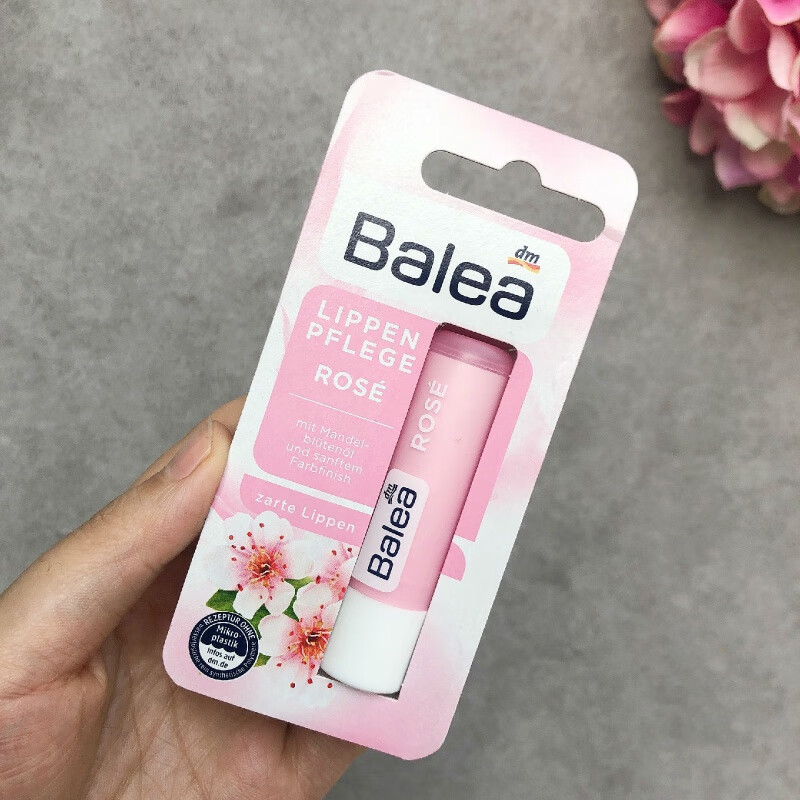 dm
Balea
LIPPEN
PFLEGE
ROSÉ
mit Mandel-
blütenöl
und sanftem
Farbfinish
zarte Lippen
ROSÉ
dm
Balea
REZEPTUR OHNE
Mikro
plastik
Infos auf
dm.de